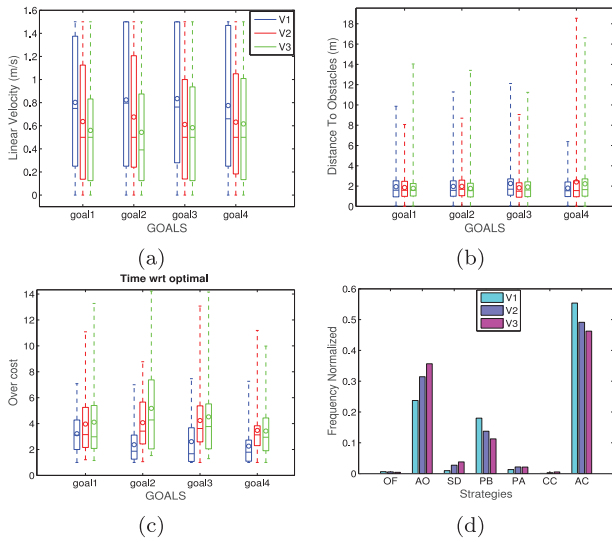 V1
V2
V3
Linear Velocity (m/s)
1.6
1.4
1.2
1
0.8
0.6
0.4
0.2
0
goal1 goal2 goal3 goal4
GOALS
(a)
Distance To Obstacles (m)
18
16
14
12
10
8
6
4
2
0
goal1 goal2 goal3 goal4
GOALS
(b)
Time wrt optimal
Over cost
14
12
10
8
6
4
2
0
goal1 goal2 goal3 goal4
GOALS
(c)
V1
V2
V3
Frequency Normalized
0.6
0.5
0.4
0.3
0.2
0.1
0
OF AO SD PB PA CC AC
Strategies
(d)